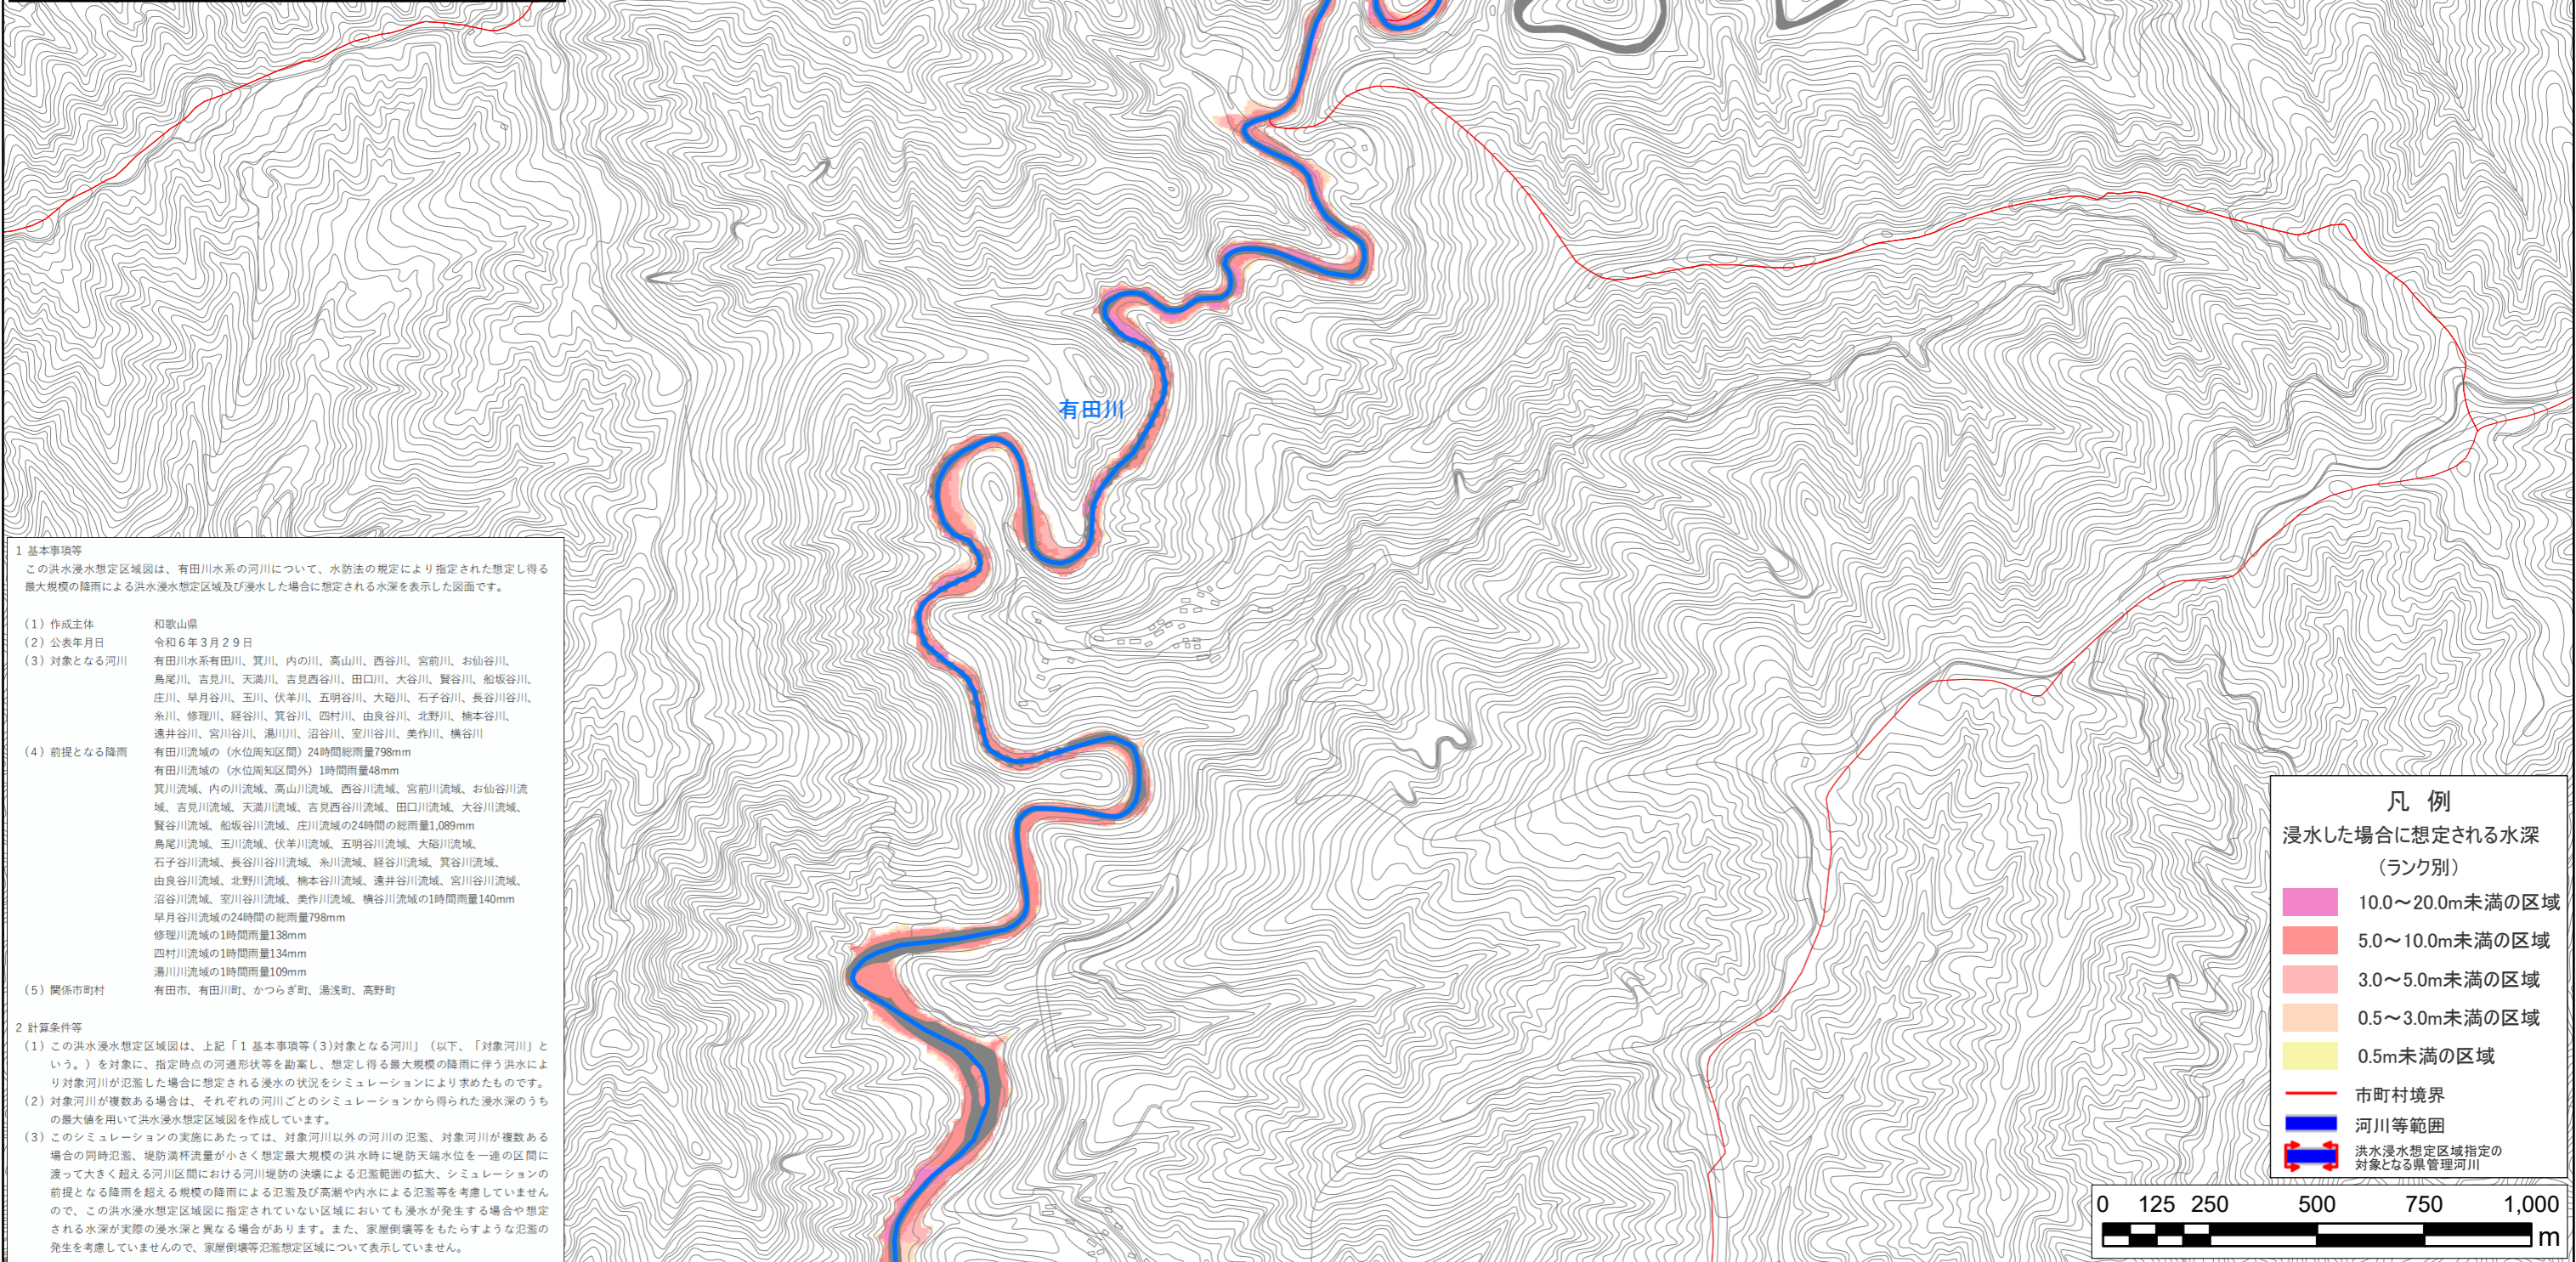 有田川
1 基本事項等
この洪水浸水想定区域図は、有田川水系の河川について、水防法の規定により指定された想定し得る
最大規模の降雨による洪水浸水想定区域及び浸水した場合に想定される水深を表示した図面です。
(1) 作成主体 和歌山県
(2) 公表年月日 令和6年3月29日
(3) 対象となる河川 有田川水系有田川、箕川、内の川、高山川、西谷川、宮前川、お仙谷川、
鳥尾川、吉見川、天満川、吉見西谷川、田口川、大谷川、賢谷川、船坂谷川、
庄川、早月谷川、玉川、伏羊川、五明谷川、大硲川、石子谷川、長谷川谷川、
糸川、修理川、経谷川、箕谷川、四村川、由良谷川、北野川、楠本谷川、
遠井谷川、宮川谷川、湯川川、沼谷川、室川谷川、美作川、横谷川
(4) 前提となる降雨 有田川流域の(水位周知区間)24時間総雨量798mm
有田川流域の(水位周知区間外)1時間雨量48mm
箕川流域、内の川流域、高山川流域、西谷川流域、宮前川流域、お仙谷川流
域、吉見川流域、天満川流域、吉見西谷川流域、田口川流域、大谷川流域、
賢谷川流域、船坂谷川流域、庄川流域の24時間の総雨量1,089mm
鳥尾川流域、玉川流域、伏羊川流域、五明谷川流域、大硲川流域、
石子谷川流域、長谷川谷川流域、糸川流域、経谷川流域、箕谷川流域、
由良谷川流域、北野川流域、楠本谷川流域、遠井谷川流域、宮川谷川流域、
沼谷川流域、室川谷川流域、美作川流域、横谷川流域の1時間雨量140mm
早月谷川流域の24時間の総雨量798mm
修理川流域の1時間雨量138mm
四村川流域の1時間雨量134mm
湯川川流域の1時間雨量109mm
(5) 関係市町村 有田市、有田川町、かつらぎ町、湯浅町、高野町
2 計算条件等
(1) この洪水浸水想定区域図は、上記「1 基本事項等(3)対象となる河川」(以下、「対象河川」と
いう。)を対象に、指定時点の河道形状等を勘案し、想定し得る最大規模の降雨に伴う洪水によ
り対象河川が氾濫した場合に想定される浸水の状況をシミュレーションにより求めたものです。
(2) 対象河川が複数ある場合は、それぞれの河川ごとのシミュレーションから得られた浸水深のうち
の最大値を用いて洪水浸水想定区域図を作成しています。
(3) このシミュレーションの実施にあたっては、対象河川以外の河川の氾濫、対象河川が複数ある
場合の同時氾濫、堤防満杯流量が小さく想定最大規模の洪水時に堤防天端水位を一連の区間に
渡って大きく超える河川区間における河川堤防の決壊による氾濫範囲の拡大、シミュレーションの
前提となる降雨を超える規模の降雨による氾濫及び高潮や内水による氾濫等を考慮していません
ので、この洪水浸水想定区域図に指定されていない区域においても浸水が発生する場合や想定
される水深が実際の浸水深と異なる場合があります。また、家屋倒壊等をもたらすような氾濫の
発生を考慮していませんので、家屋倒壊等氾濫想定区域について表示していません。
凡 例
浸水した場合に想定される水深
(ランク別)
10.0～20.0m未満の区域
5.0～10.0m未満の区域
3.0～5.0m未満の区域
0.5～3.0m未満の区域
0.5m未満の区域
市町村境界
河川等範囲
洪水浸水想定区域指定の
対象となる県管理河川
0 125 250 500 750 1,000
m